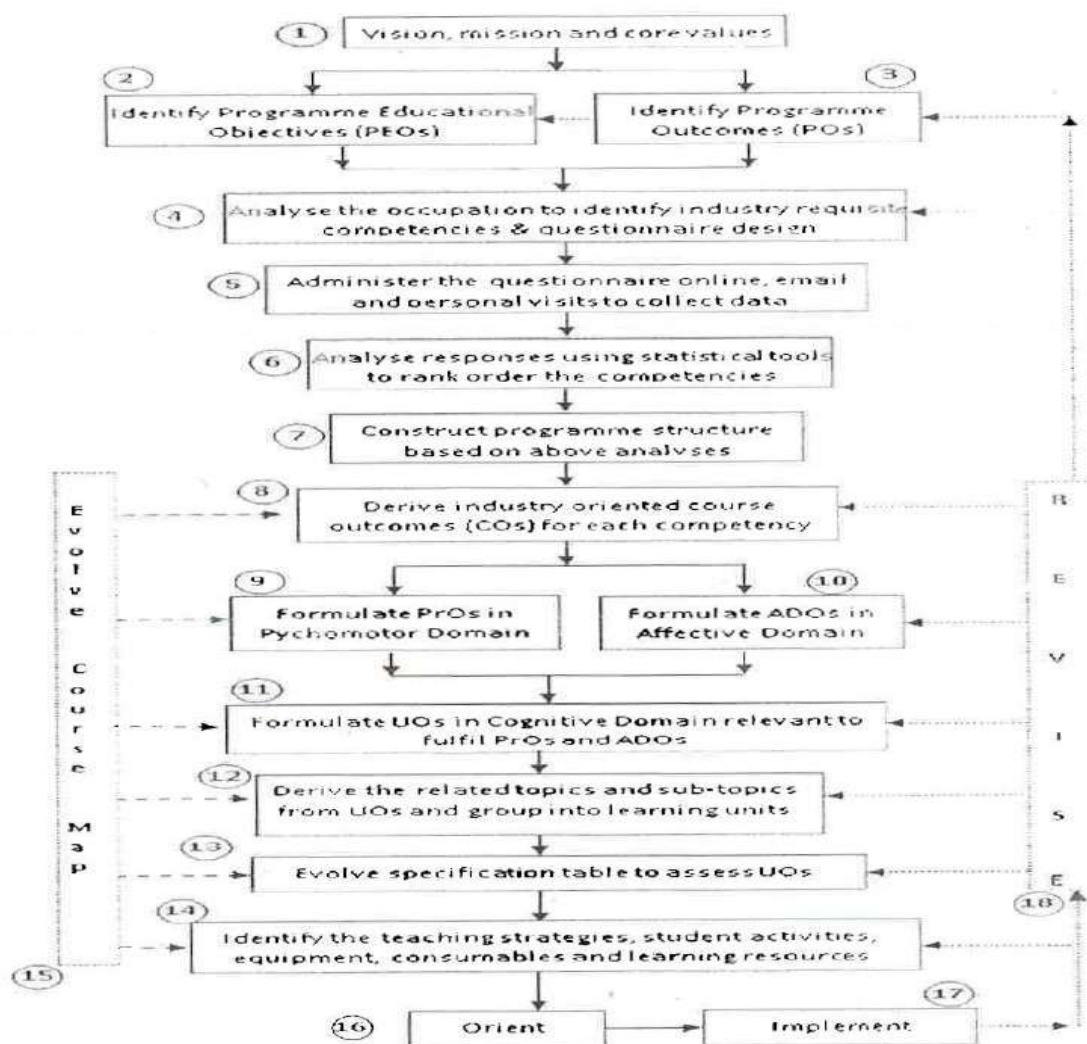 1
Vision, mission and core values
2
3
Identify Programme Educational
Objectives (PEOs)
Identify Programme
Outcomes (POs)
4
Analyse the occupation to identify industry requisite
competencies & questionnaire design
5
Administer the questionnaire online, email
and personal visits to collect data
6
Analyse responses using statistical tools
to rank order the competencies
7
Construct programme structure
based on above analyses
8
Derive industry oriented course
outcomes (COs) for each competency
9
10
Formulate PrOs in
Pychomotor Domain
Formulate ADOs in
Affective Domain
11
Formulate UOs in Cognitive Domain relevant to
fulfil PrOs and ADOs
12
Derive the related topics and sub-topics
from UOs and group into learning units
13
Evolve specification table to assess UOs
14
Identify the teaching strategies, student activities,
equipment, consumables and learning resources
15
Evolve Course Map
16
Orient
17
Implement
18
REVISE